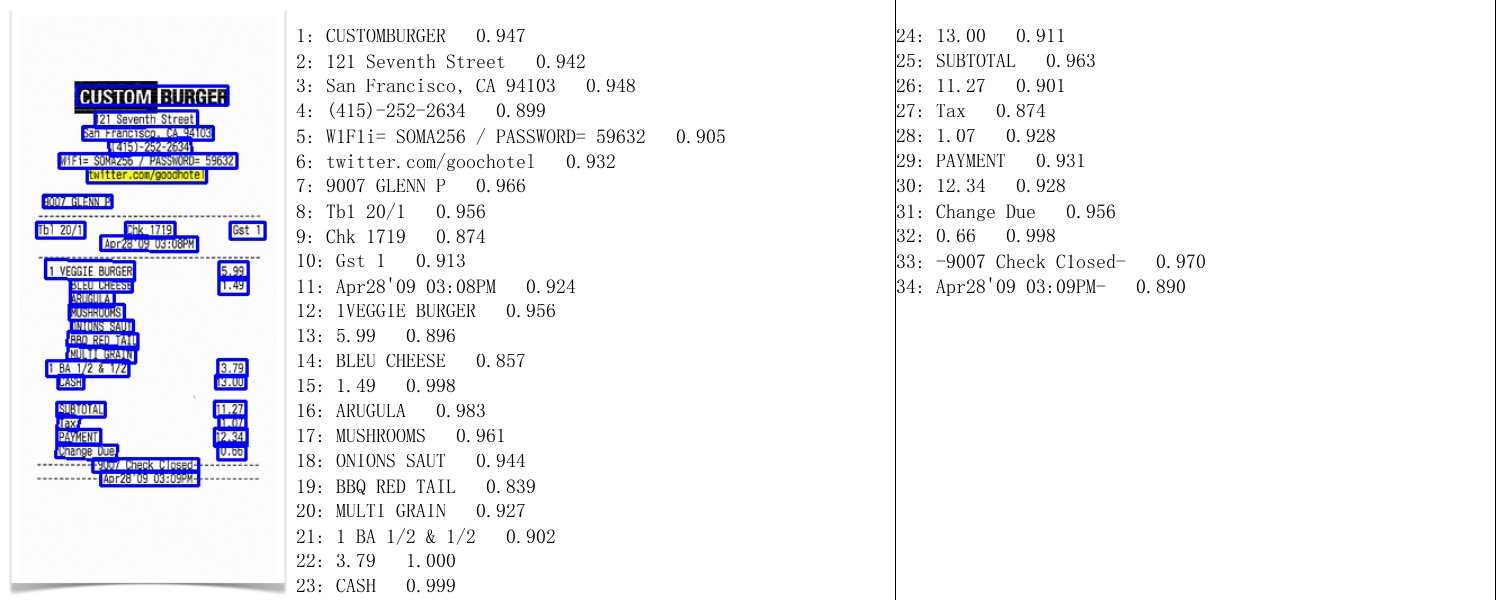 CUSTOM BURGER
121 Seventh Street
San Francisco, CA 94103
(415)-252-2634
WiFi= SOMA256 / PASSWORD= 59632
twitter.com/goodhotel
9007 GLENN P
Tbl 20/1 Chk 1719 Gst 1
Apr28'09 03:08PM
1 VEGGIE BURGER 5.99
BLEU CHEESE 1.49
ARUGULA
MUSHROOMS
ONIONS SAUT
BBQ RED TAIL
MULTI GRAIN
1 BA 1/2 & 1/2 3.79
CASH 13.00
SUBTOTAL 11.27
Tax 1.07
PAYMENT 12.34
Change Due 0.66
-9007 Check Closed-
Apr28'09 03:09PM-
1: CUSTOMBURGER 0.947
2: 121 Seventh Street 0.942
3: San Francisco, CA 94103 0.948
4: (415)-252-2634 0.899
5: W1F1i= SOMA256 / PASSWORD= 59632 0.905
6: twitter.com/goochotel 0.932
7: 9007 GLENN P 0.966
8: Tb1 20/1 0.956
9: Chk 1719 0.874
10: Gst 1 0.913
11: Apr28'09 03:08PM 0.924
12: 1VEGGIE BURGER 0.956
13: 5.99 0.896
14: BLEU CHEESE 0.857
15: 1.49 0.998
16: ARUGULA 0.983
17: MUSHROOMS 0.961
18: ONIONS SAUT 0.944
19: BBQ RED TAIL 0.839
20: MULTI GRAIN 0.927
21: 1 BA 1/2 & 1/2 0.902
22: 3.79 1.000
23: CASH 0.999
24: 13.00 0.911
25: SUBTOTAL 0.963
26: 11.27 0.901
27: Tax 0.874
28: 1.07 0.928
29: PAYMENT 0.931
30: 12.34 0.928
31: Change Due 0.956
32: 0.66 0.998
33: -9007 Check Closed- 0.970
34: Apr28'09 03:09PM- 0.890